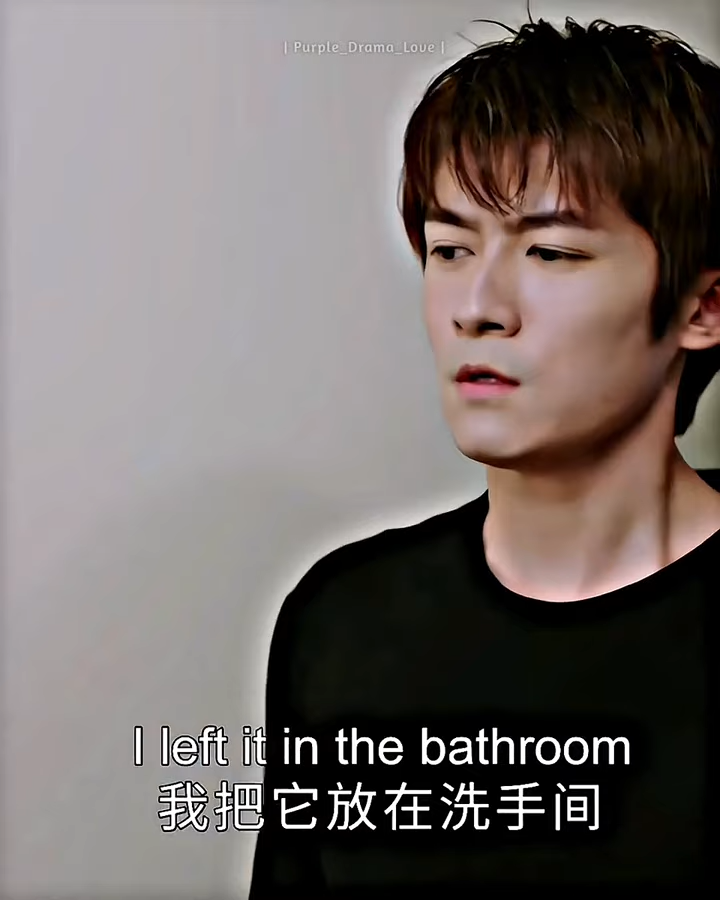 | Purple_Drama_Love |
I left it in the bathroom
我把它放在洗手间